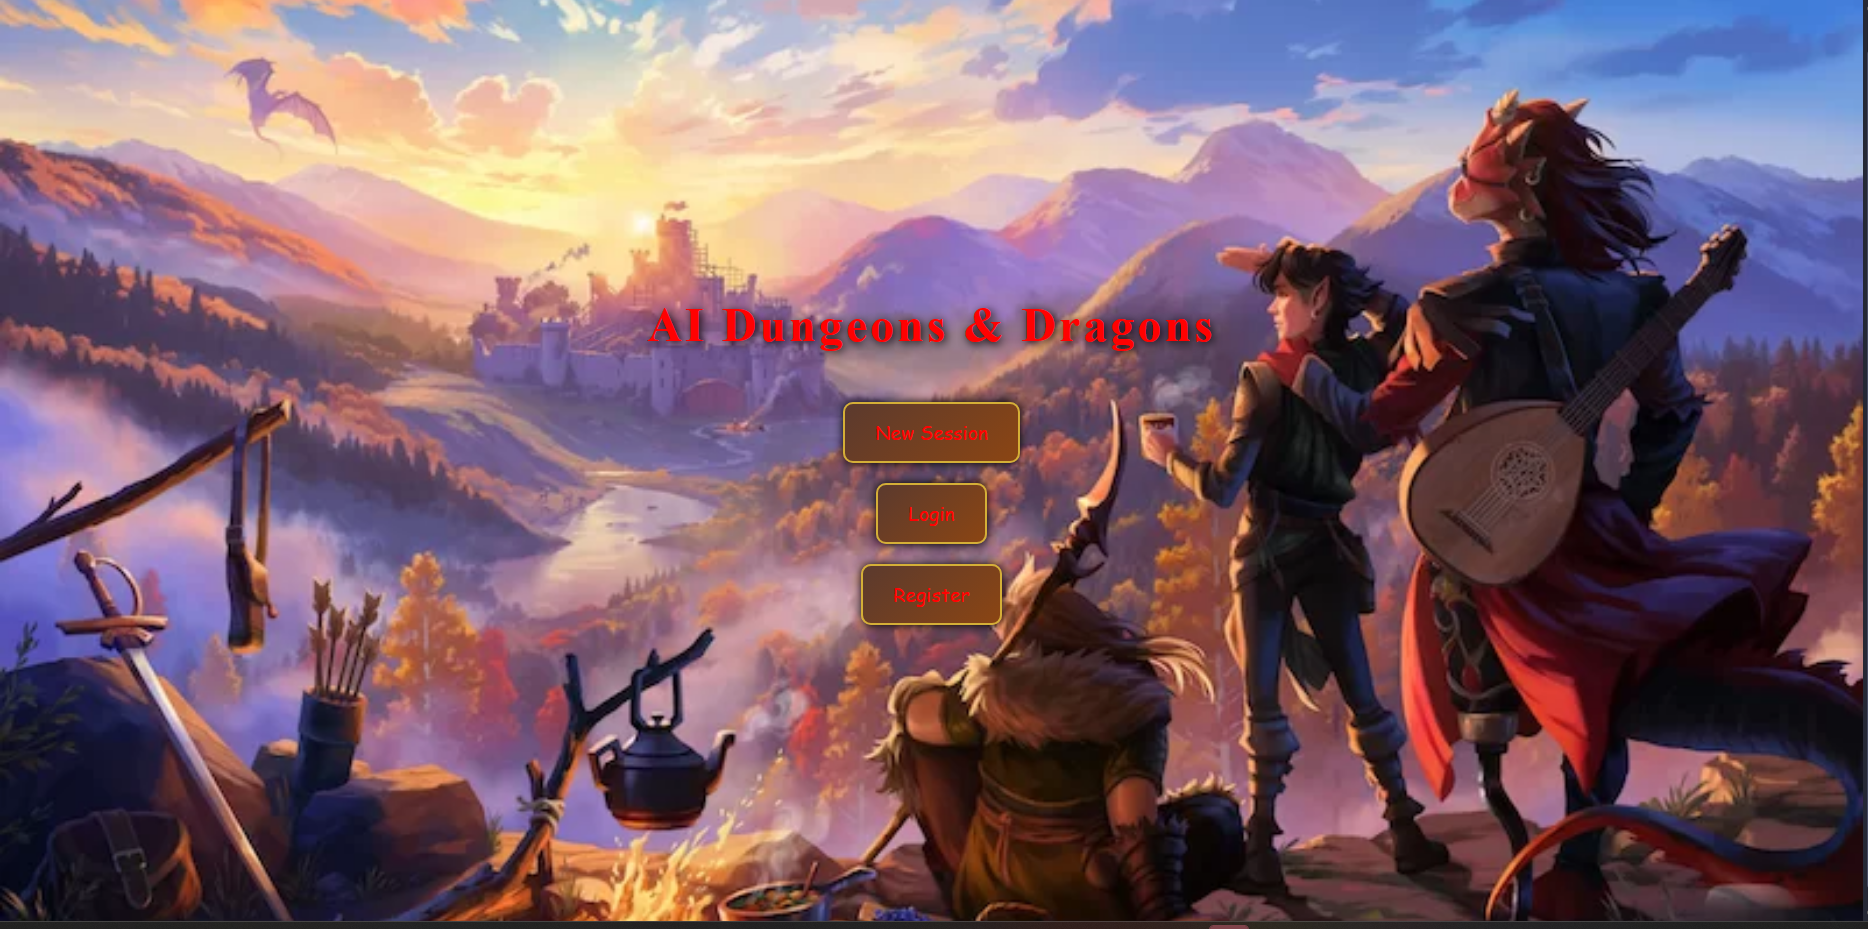 AI Dungeons & Dragons
New Session
Login
Register